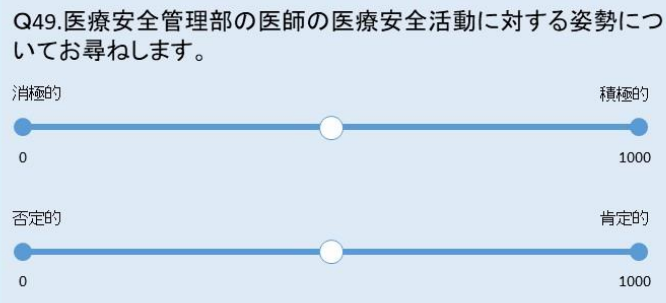 Q49.医療安全管理部の医師の医療安全活動に対する姿勢につ
いてお尋ねします。
消極的 積極的
0 1000
否定的 肯定的
0 1000